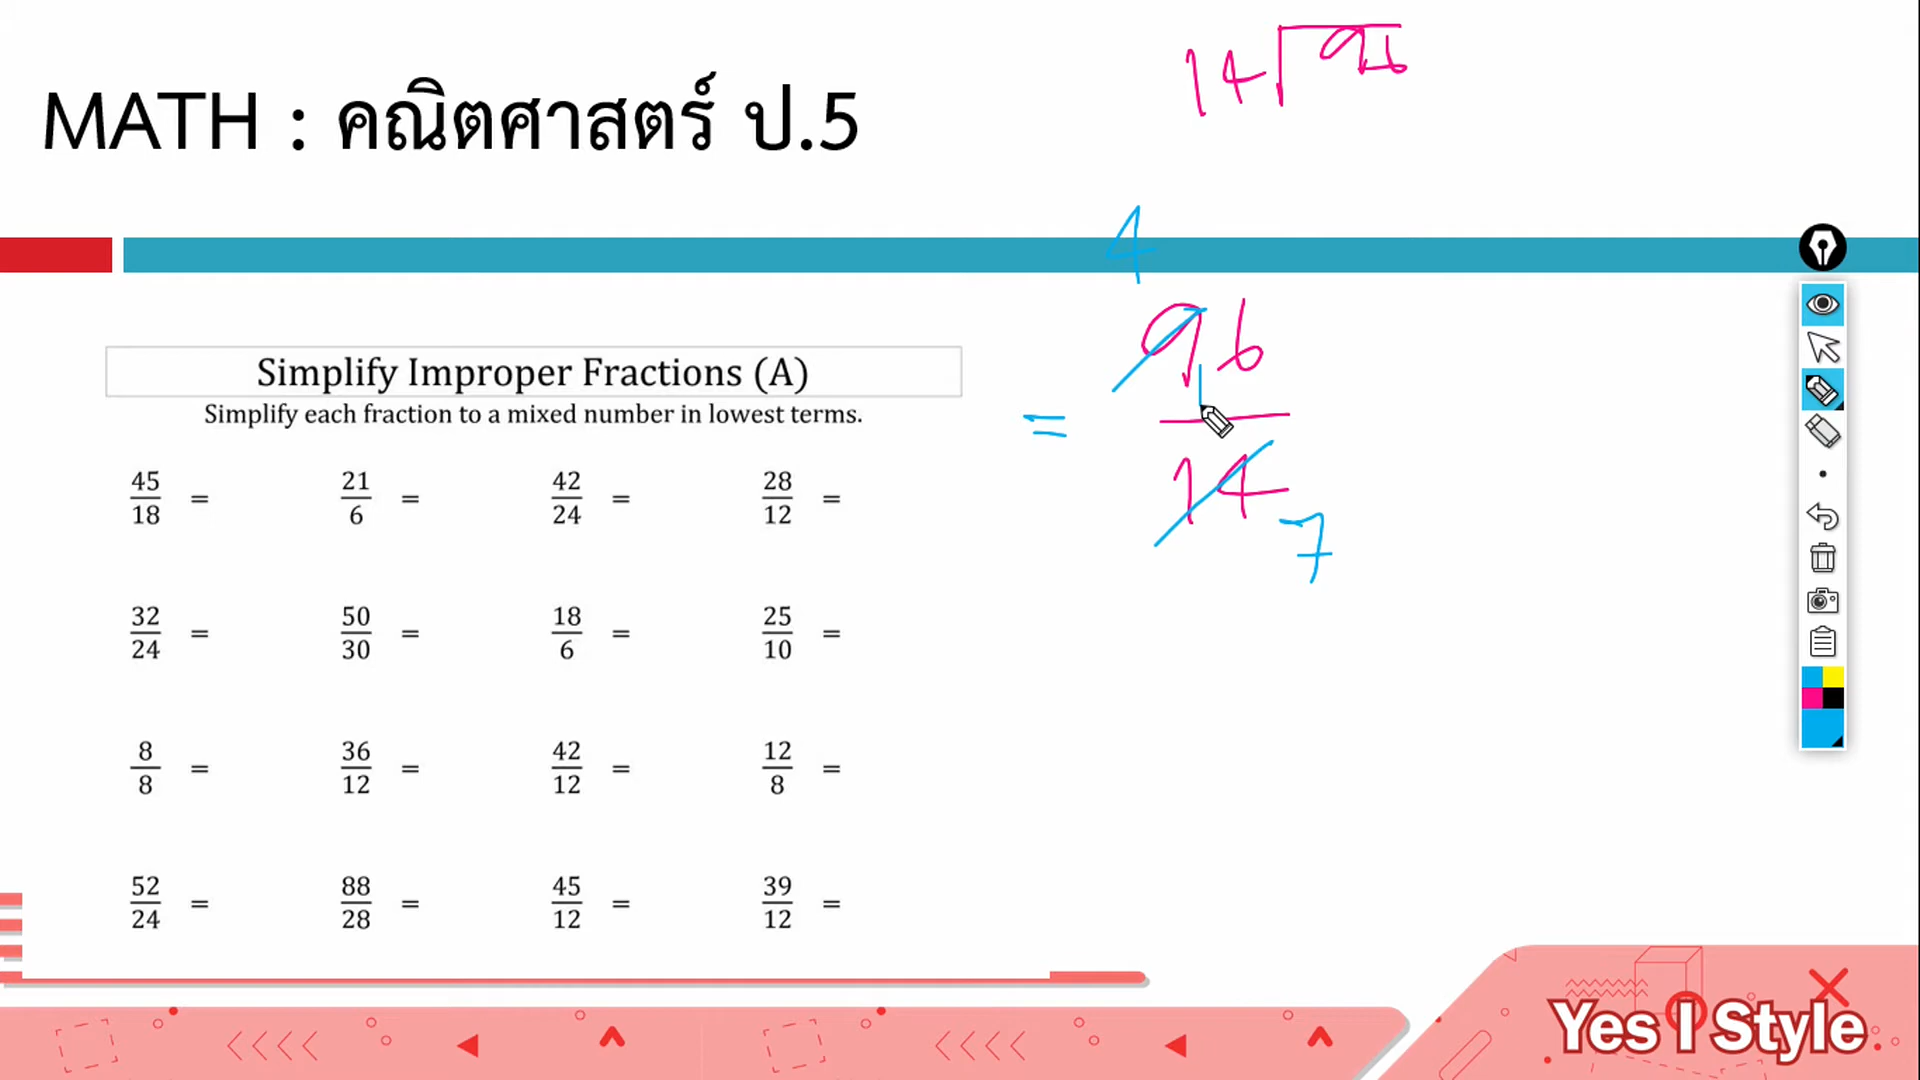 14 96
MATH : คณิตศาสตร์ ป.5
4
96
=
14
7
Simplify Improper Fractions (A)
Simplify each fraction to a mixed number in lowest terms.
45/18 = 21/6 = 42/24 = 28/12 =
32/24 = 50/30 = 18/6 = 25/10 =
8/8 = 36/12 = 42/12 = 12/8 =
52/24 = 88/28 = 45/12 = 39/12 =
Yes I Style